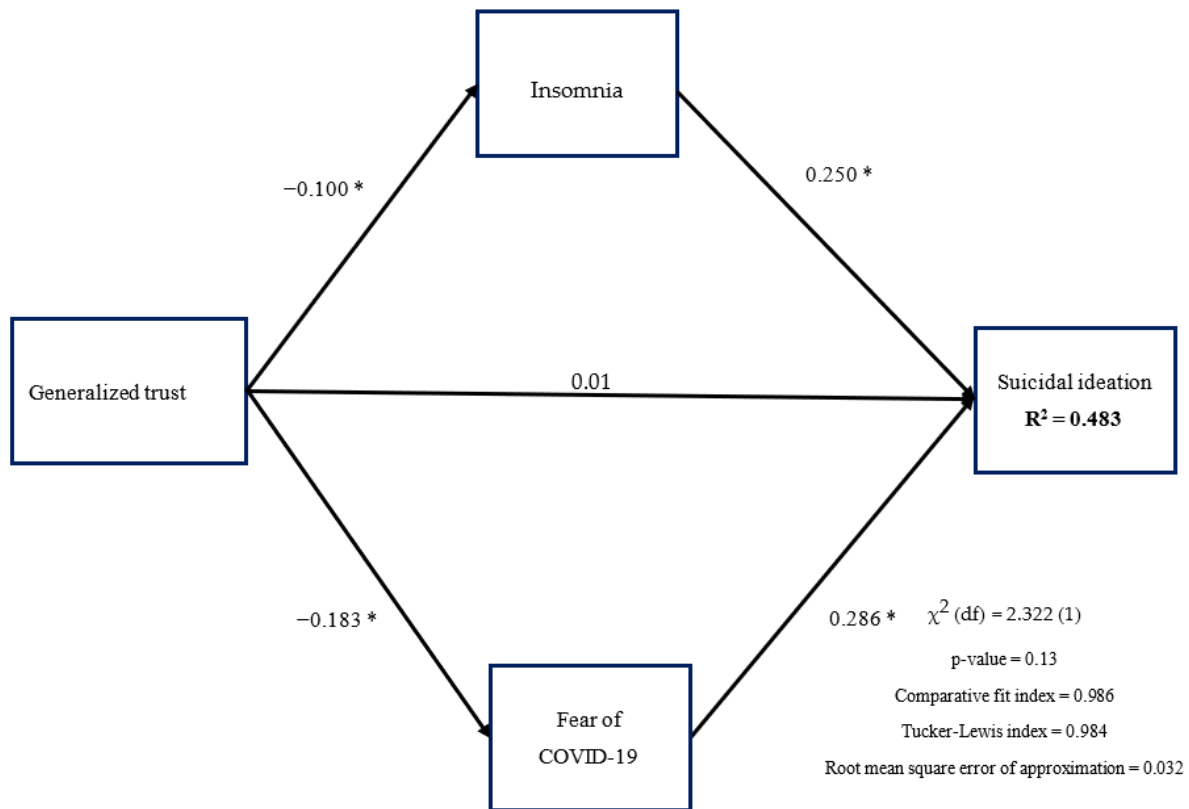 Insomnia
−0.100 *
0.250 *
Generalized trust
0.01
Suicidal ideation
R² = 0.483
−0.183 *
0.286 *
χ² (df) = 2.322 (1)
p-value = 0.13
Comparative fit index = 0.986
Tucker-Lewis index = 0.984
Root mean square error of approximation = 0.032
Fear of
COVID-19